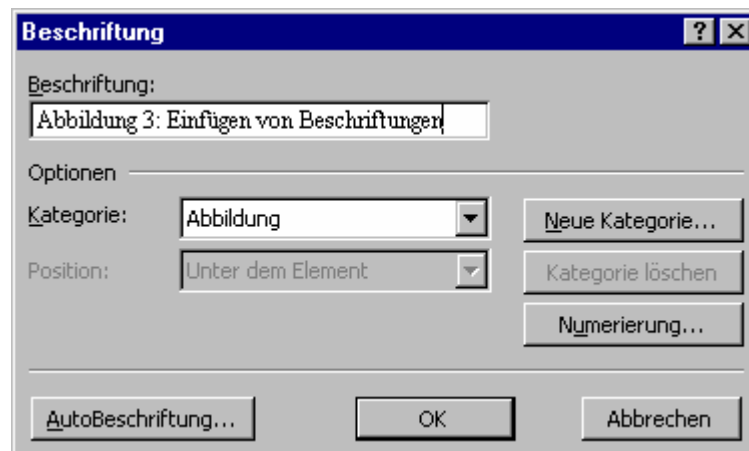 Beschriftung
Beschriftung:
Abbildung 3: Einfügen von Beschriftungen
Optionen
Kategorie: Abbildung Neue Kategorie...
Position: Unter dem Element Kategorie löschen
Numerierung...
AutoBeschriftung... OK Abbrechen